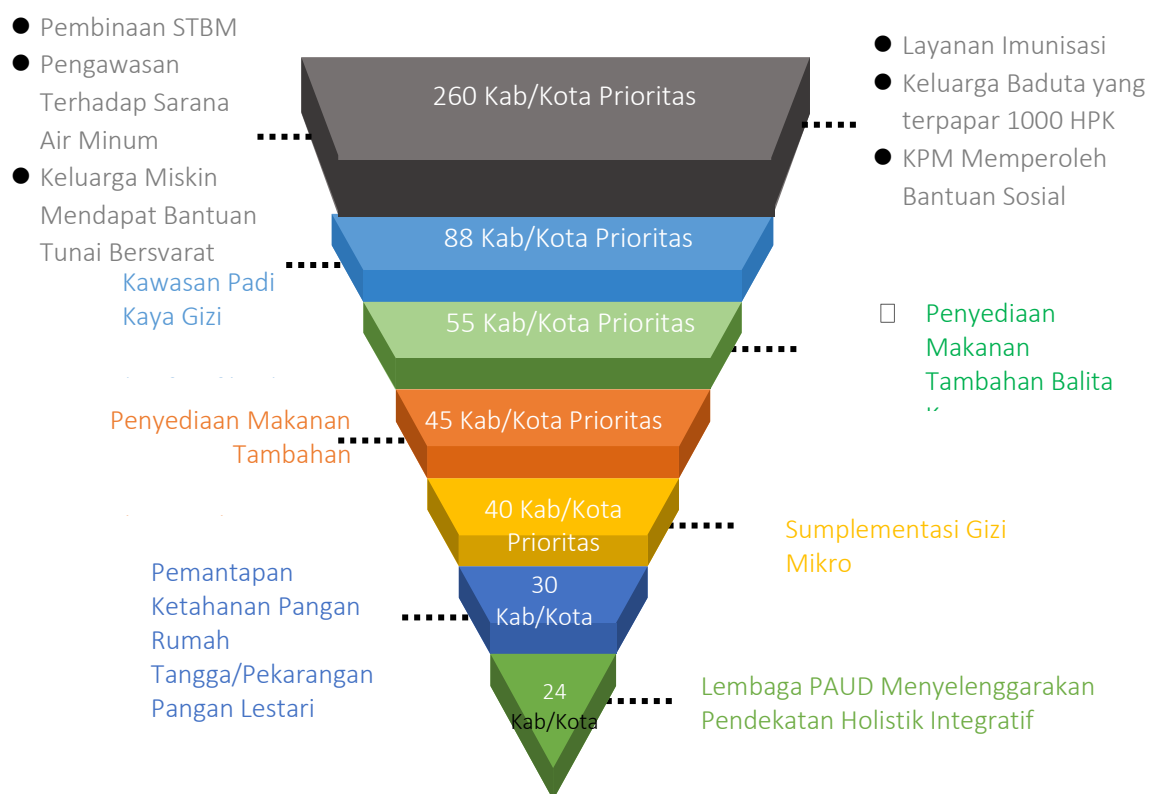 ● Pembinaan STBM
● Pengawasan
Terhadap Sarana
Air Minum
● Keluarga Miskin
Mendapat Bantuan
Tunai Bersvarat
260 Kab/Kota Prioritas
● Layanan Imunisasi
● Keluarga Baduta yang
terpapar 1000 HPK
● KPM Memperoleh
Bantuan Sosial
88 Kab/Kota Prioritas
Kawasan Padi
Kaya Gizi
55 Kab/Kota Prioritas
Penyediaan
Makanan
Tambahan Balita
45 Kab/Kota Prioritas
Penyediaan Makanan
Tambahan
40 Kab/Kota
Prioritas
Sumplementasi Gizi
Mikro
30
Kab/Kota
Pemantapan
Ketahanan Pangan
Rumah
Tangga/Pekarangan
Pangan Lestari
24
Kab/Kota
Lembaga PAUD Menyelenggarakan
Pendekatan Holistik Integratif